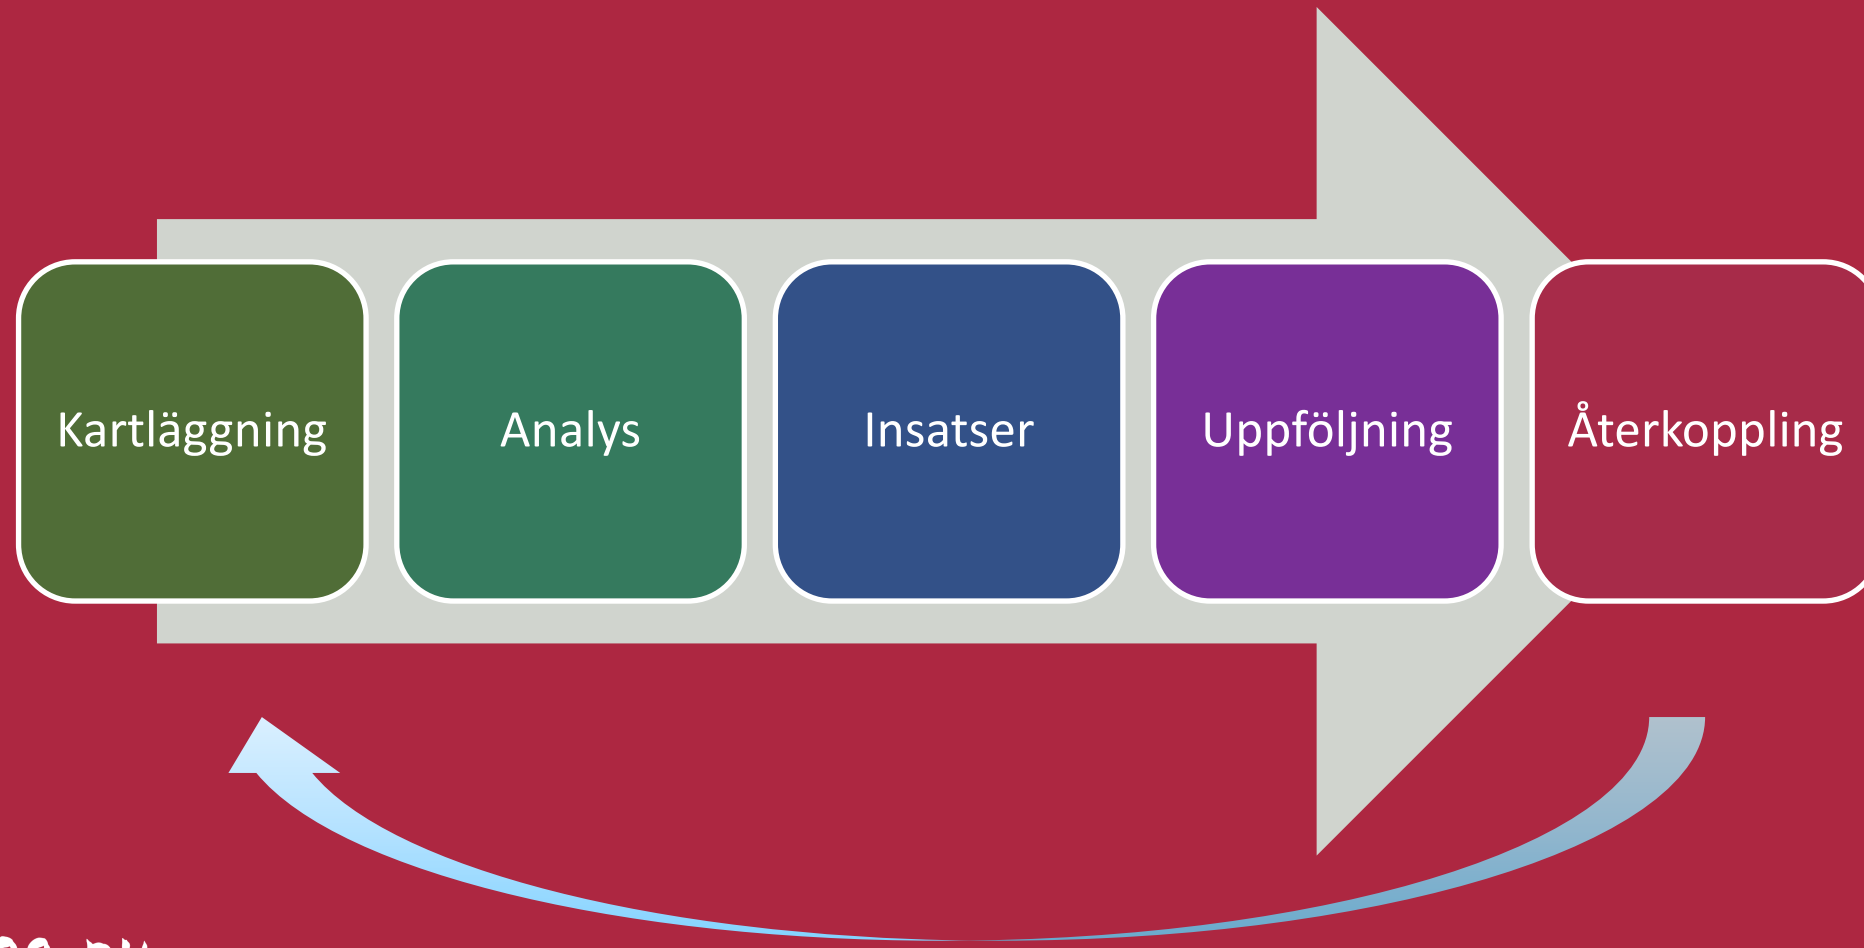 Kartläggning
Analys
Insatser
Uppföljning
Återkoppling